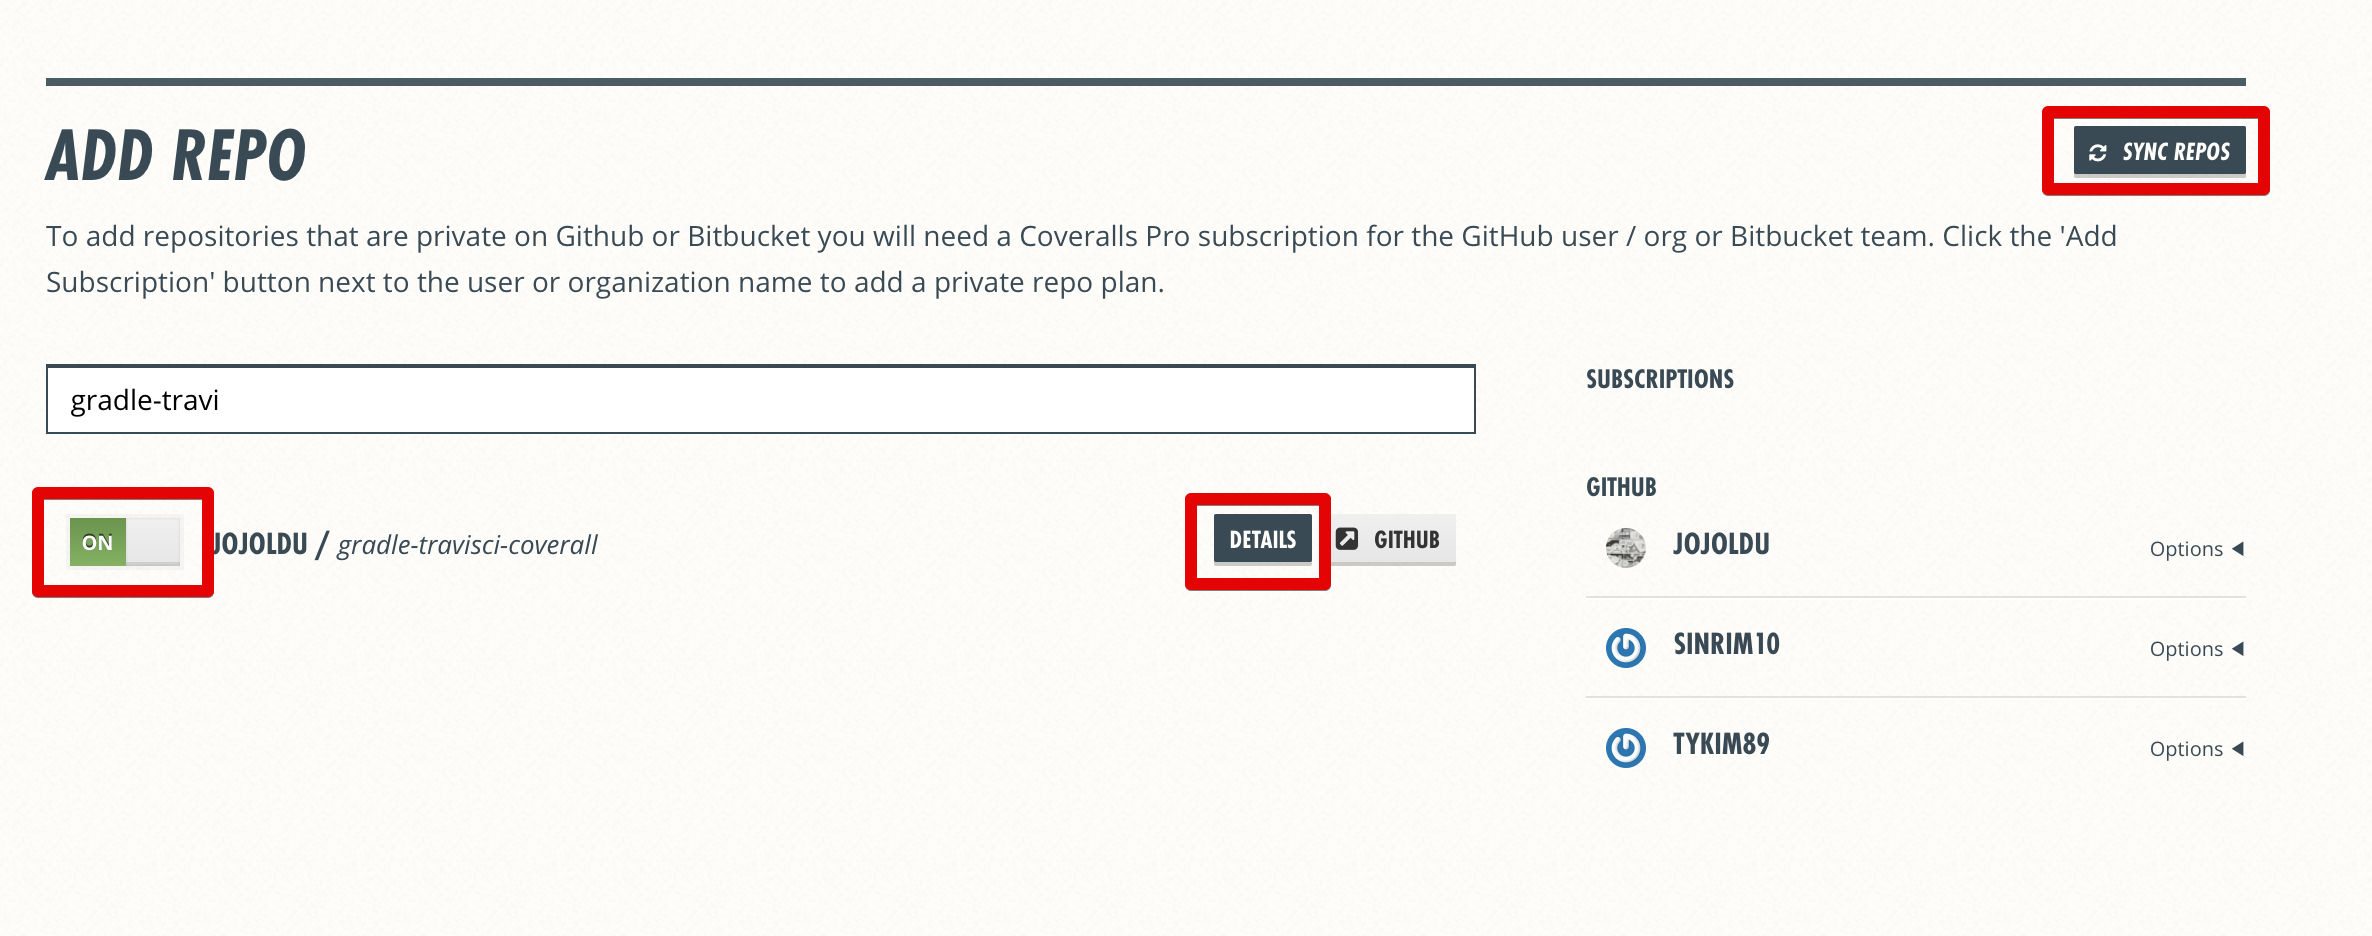 ADD REPO
SYNC REPOS
To add repositories that are private on Github or Bitbucket you will need a Coveralls Pro subscription for the GitHub user / org or Bitbucket team. Click the 'Add
Subscription' button next to the user or organization name to add a private repo plan.
gradle-travi
ON JOJOLDU / gradle-travisci-coverall DETAILS GITHUB
SUBSCRIPTIONS
GITHUB
JOJOLDU Options
SINRIM10 Options
TYKIM89 Options